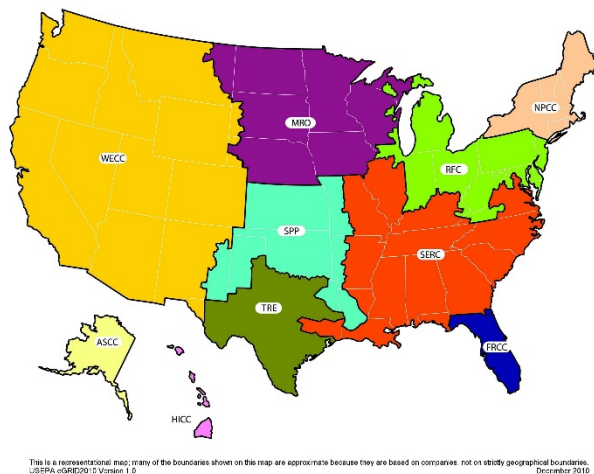 NPCC
MRO
WECC
RFC
SPP
SERC
TRE
ASCC
FRCC
HICC
This is a representational map; many of the boundaries shown on this map are approximate because they are based on companies, not on strictly geographical boundaries.
USEPA eGRID2010 Version 1.0
December 2010